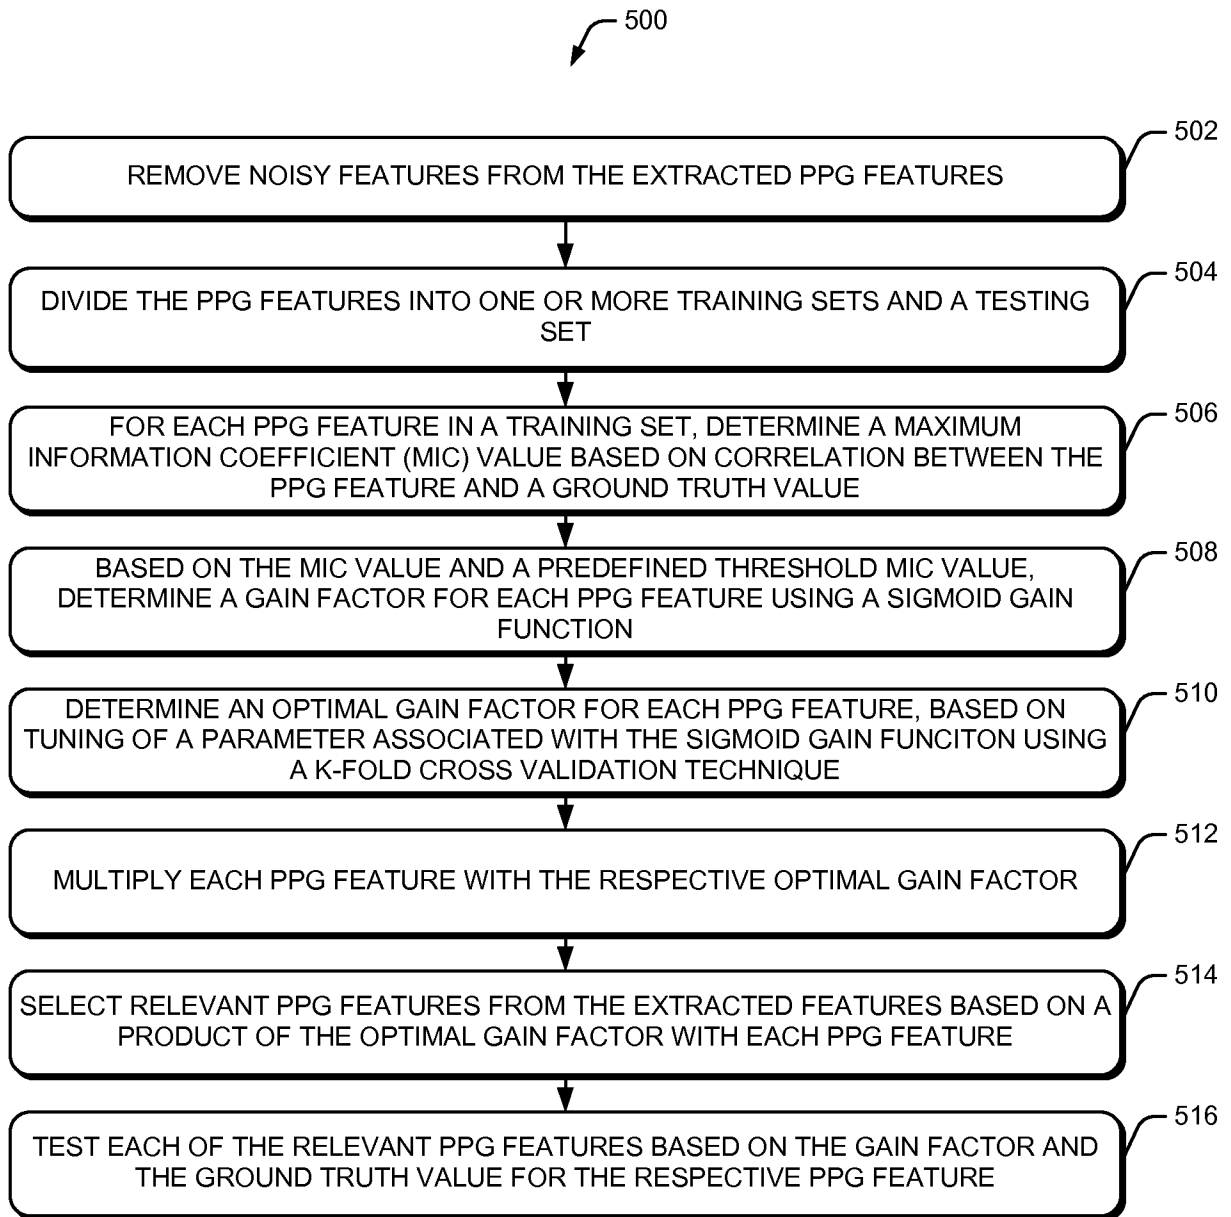 500
502
REMOVE NOISY FEATURES FROM THE EXTRACTED PPG FEATURES
504
DIVIDE THE PPG FEATURES INTO ONE OR MORE TRAINING SETS AND A TESTING
SET
506
FOR EACH PPG FEATURE IN A TRAINING SET, DETERMINE A MAXIMUM
INFORMATION COEFFICIENT (MIC) VALUE BASED ON CORRELATION BETWEEN THE
PPG FEATURE AND A GROUND TRUTH VALUE
508
BASED ON THE MIC VALUE AND A PREDEFINED THRESHOLD MIC VALUE,
DETERMINE A GAIN FACTOR FOR EACH PPG FEATURE USING A SIGMOID GAIN
FUNCTION
510
DETERMINE AN OPTIMAL GAIN FACTOR FOR EACH PPG FEATURE, BASED ON
TUNING OF A PARAMETER ASSOCIATED WITH THE SIGMOID GAIN FUNCITON USING
A K-FOLD CROSS VALIDATION TECHNIQUE
512
MULTIPLY EACH PPG FEATURE WITH THE RESPECTIVE OPTIMAL GAIN FACTOR
514
SELECT RELEVANT PPG FEATURES FROM THE EXTRACTED FEATURES BASED ON A
PRODUCT OF THE OPTIMAL GAIN FACTOR WITH EACH PPG FEATURE
516
TEST EACH OF THE RELEVANT PPG FEATURES BASED ON THE GAIN FACTOR AND
THE GROUND TRUTH VALUE FOR THE RESPECTIVE PPG FEATURE